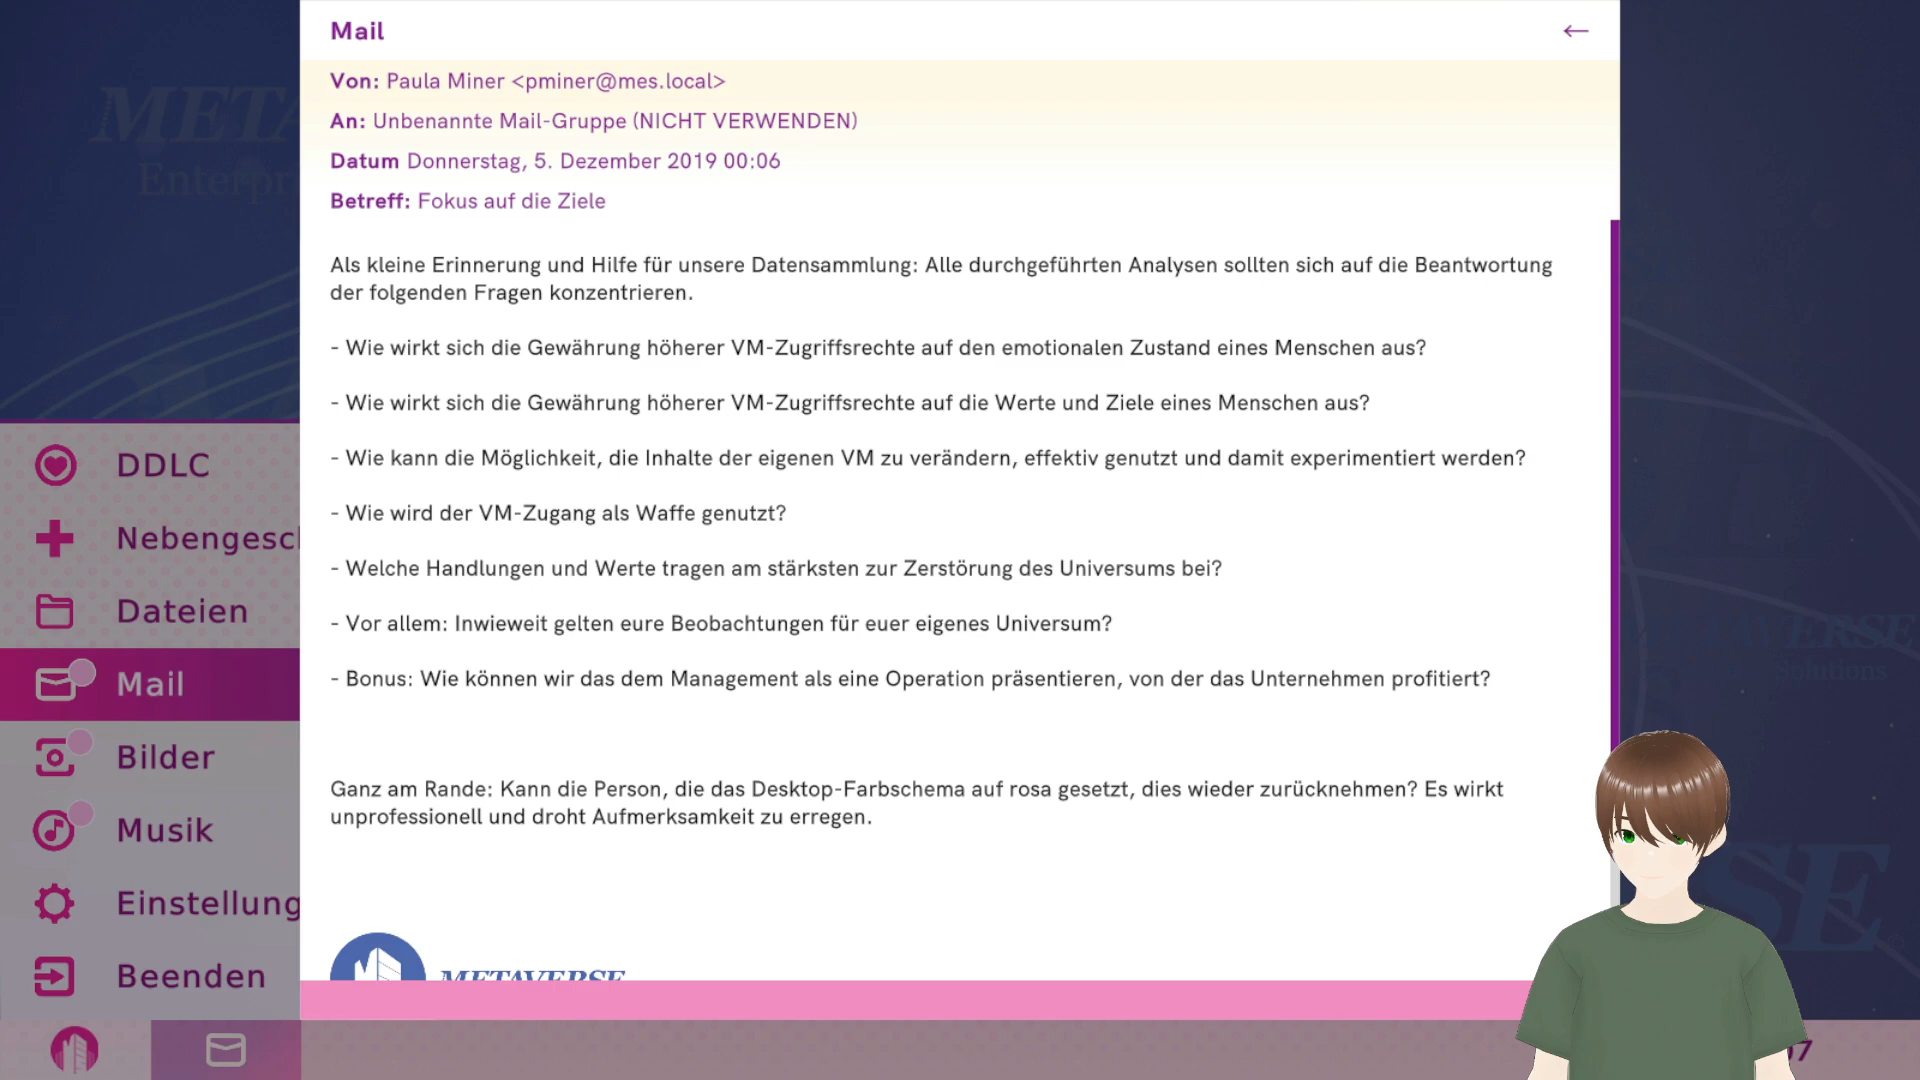 Mail
Von: Paula Miner <pminer@mes.local>
An: Unbenannte Mail-Gruppe (NICHT VERWENDEN)
Datum Donnerstag, 5. Dezember 2019 00:06
Betreff: Fokus auf die Ziele
Als kleine Erinnerung und Hilfe für unsere Datensammlung: Alle durchgeführten Analysen sollten sich auf die Beantwortung
der folgenden Fragen konzentrieren.
- Wie wirkt sich die Gewährung höherer VM-Zugriffsrechte auf den emotionalen Zustand eines Menschen aus?
- Wie wirkt sich die Gewährung höherer VM-Zugriffsrechte auf die Werte und Ziele eines Menschen aus?
- Wie kann die Möglichkeit, die Inhalte der eigenen VM zu verändern, effektiv genutzt und damit experimentiert werden?
- Wie wird der VM-Zugang als Waffe genutzt?
- Welche Handlungen und Werte tragen am stärksten zur Zerstörung des Universums bei?
- Vor allem: Inwieweit gelten eure Beobachtungen für euer eigenes Universum?
- Bonus: Wie können wir das dem Management als eine Operation präsentieren, von der das Unternehmen profitiert?
Ganz am Rande: Kann die Person, die das Desktop-Farbschema auf rosa gesetzt, dies wieder zurücknehmen? Es wirkt
unprofessionell und droht Aufmerksamkeit zu erregen.
METAVERSE
META
Enterpr
DDLC
Nebengesc
Dateien
Mail
Bilder
Musik
Einstellung
Beenden
Solutions
SE